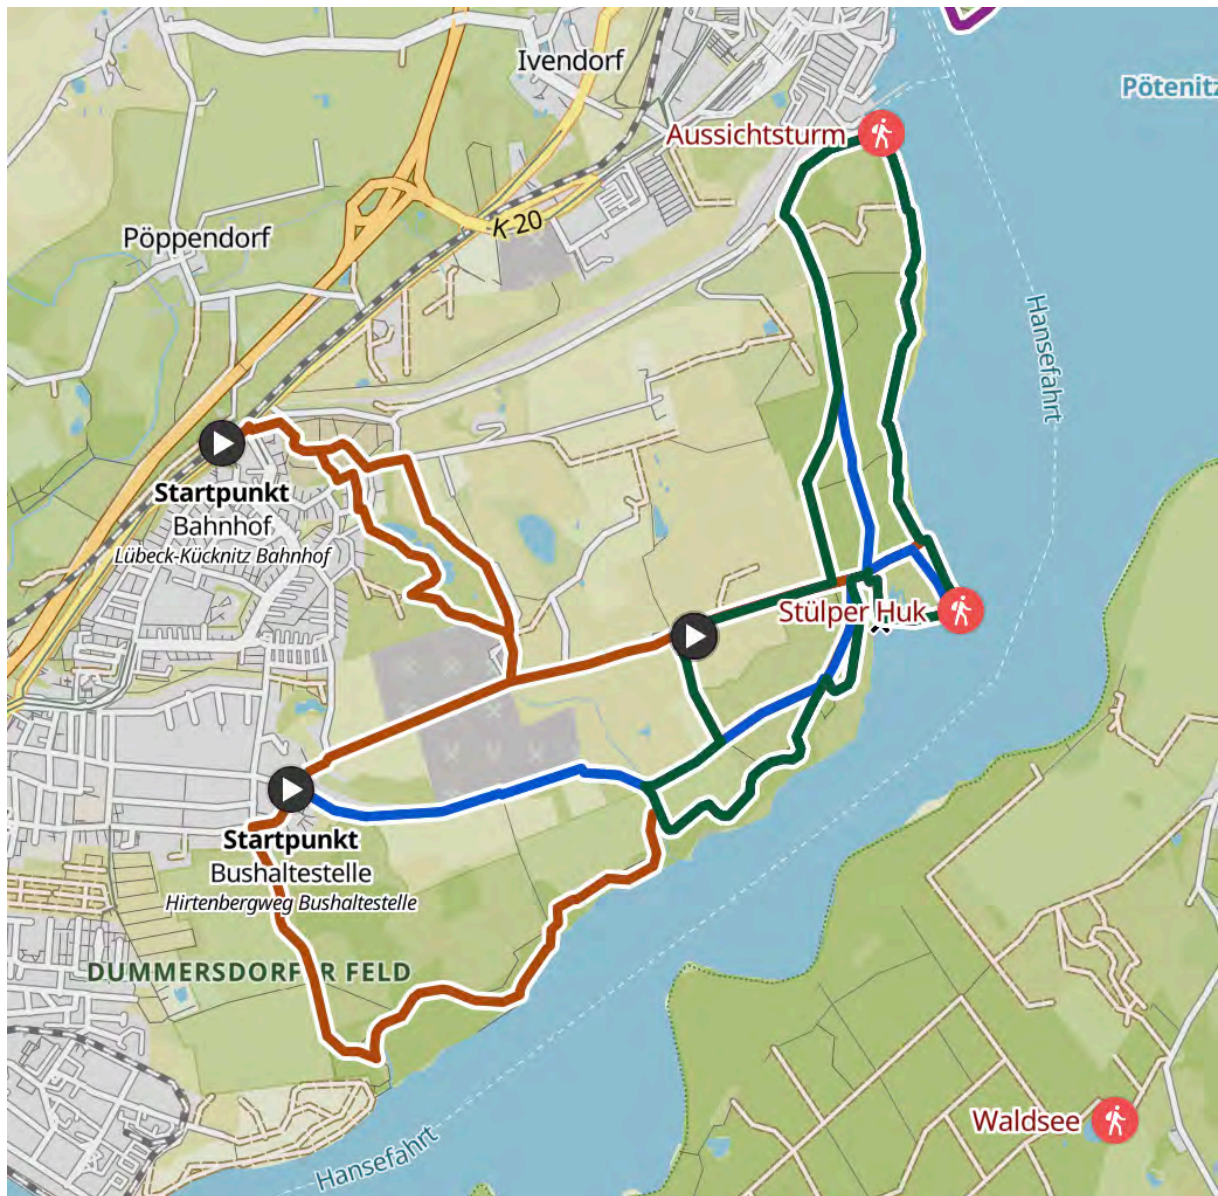 Ivendorf
Pötenitz
Aussichtsturm
K 20
Pöppendorf
Hansefahrt
Startpunkt
Bahnhof
Lübeck-Kücknitz Bahnhof
Stülper Huk
Startpunkt
Bushaltestelle
Hirtenbergweg Bushaltestelle
DUMMERSDORFER FELD
Waldsee
Hansefahrt